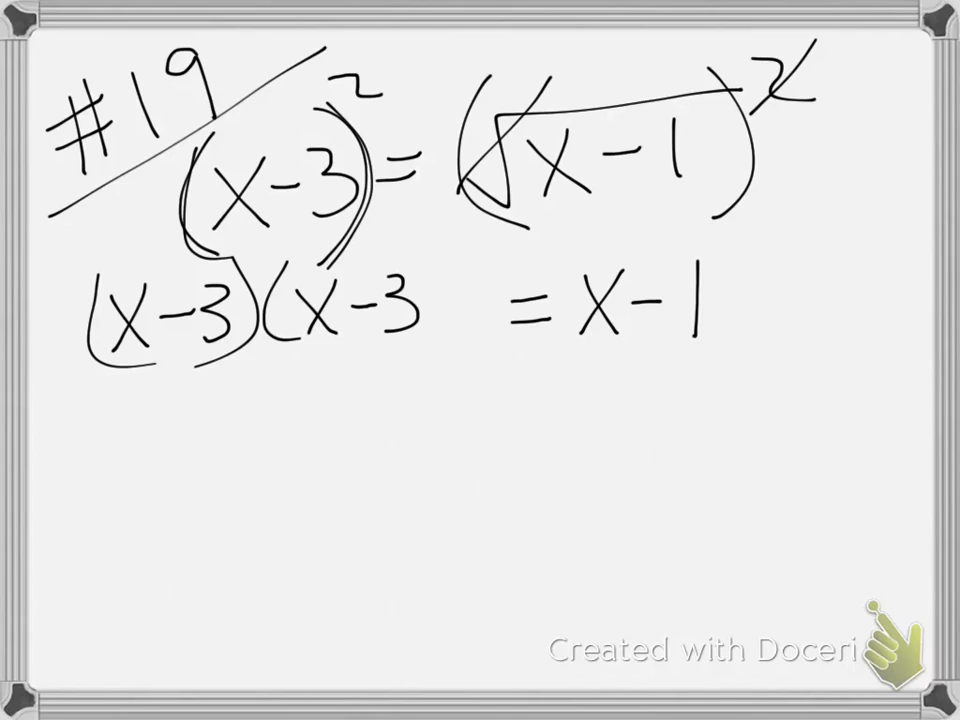 #19
(x-3)² = (√x-1)²
(x-3)(x-3 = x-1
Created with Doceri